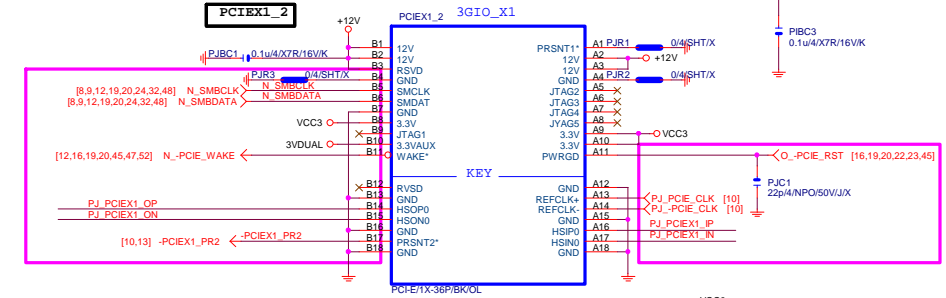 PCIEX1_2
+12V
PCIEX1_2 3GIO_X1
PIBC3
0.1u/4/X7R/16V/K
PJBC1 0.1u/4/X7R/16V/K
B1 12V PRSNT1* A1 PJR1 0/4/SHT/X
B2 12V 12V A2 +12V
B3 RSVD 12V A3
PJR3 0/4/SHT/X B4 GND GND A4 PJR2 0/4/SHT/X
[8,9,12,19,20,24,32,48] N_SMBCLK N_SMBCLK B5 SMCLK JTAG2 A5
[8,9,12,19,20,24,32,48] N_SMBDATA N_SMBDATA B6 SMDAT JTAG3 A6
B7 GND JTAG4 A7
VCC3 B8 3.3V JYAG5 A8
B9 JTAG1 3.3V A9 VCC3
3VDUAL B10 3.3VAUX 3.3V A10
[12,16,19,20,45,47,52] N_-PCIE_WAKE B11 WAKE* PWRGD A11 O_-PCIE_RST [16,19,20,22,23,45]
KEY
PJC1
22p/4/NPO/50V/J/X
B12 RVSD GND A12
B13 GND REFCLK+ A13 PJ_PCIE_CLK [10]
PJ_PCIEX1_OP B14 HSOP0 REFCLK- A14 PJ_-PCIE_CLK [10]
PJ_PCIEX1_ON B15 HSON0 GND A15
B16 GND HSIP0 A16 PJ_PCIEX1_IP
[10,13] -PCIEX1_PR2 -PCIEX1_PR2 B17 PRSNT2* HSIN0 A17 PJ_PCIEX1_IN
B18 GND GND A18
PCI-E/1X-36P/BK/OL